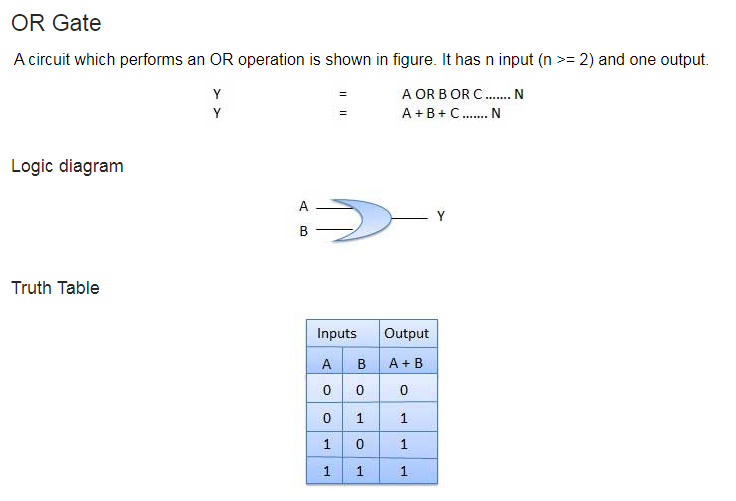 OR Gate
A circuit which performs an OR operation is shown in figure. It has n input (n >= 2) and one output.
Y = A OR B OR C ....... N
Y = A + B + C ....... N
Logic diagram
A
Y
B
Truth Table
Inputs Output
A B A + B
0 0 0
0 1 1
1 0 1
1 1 1